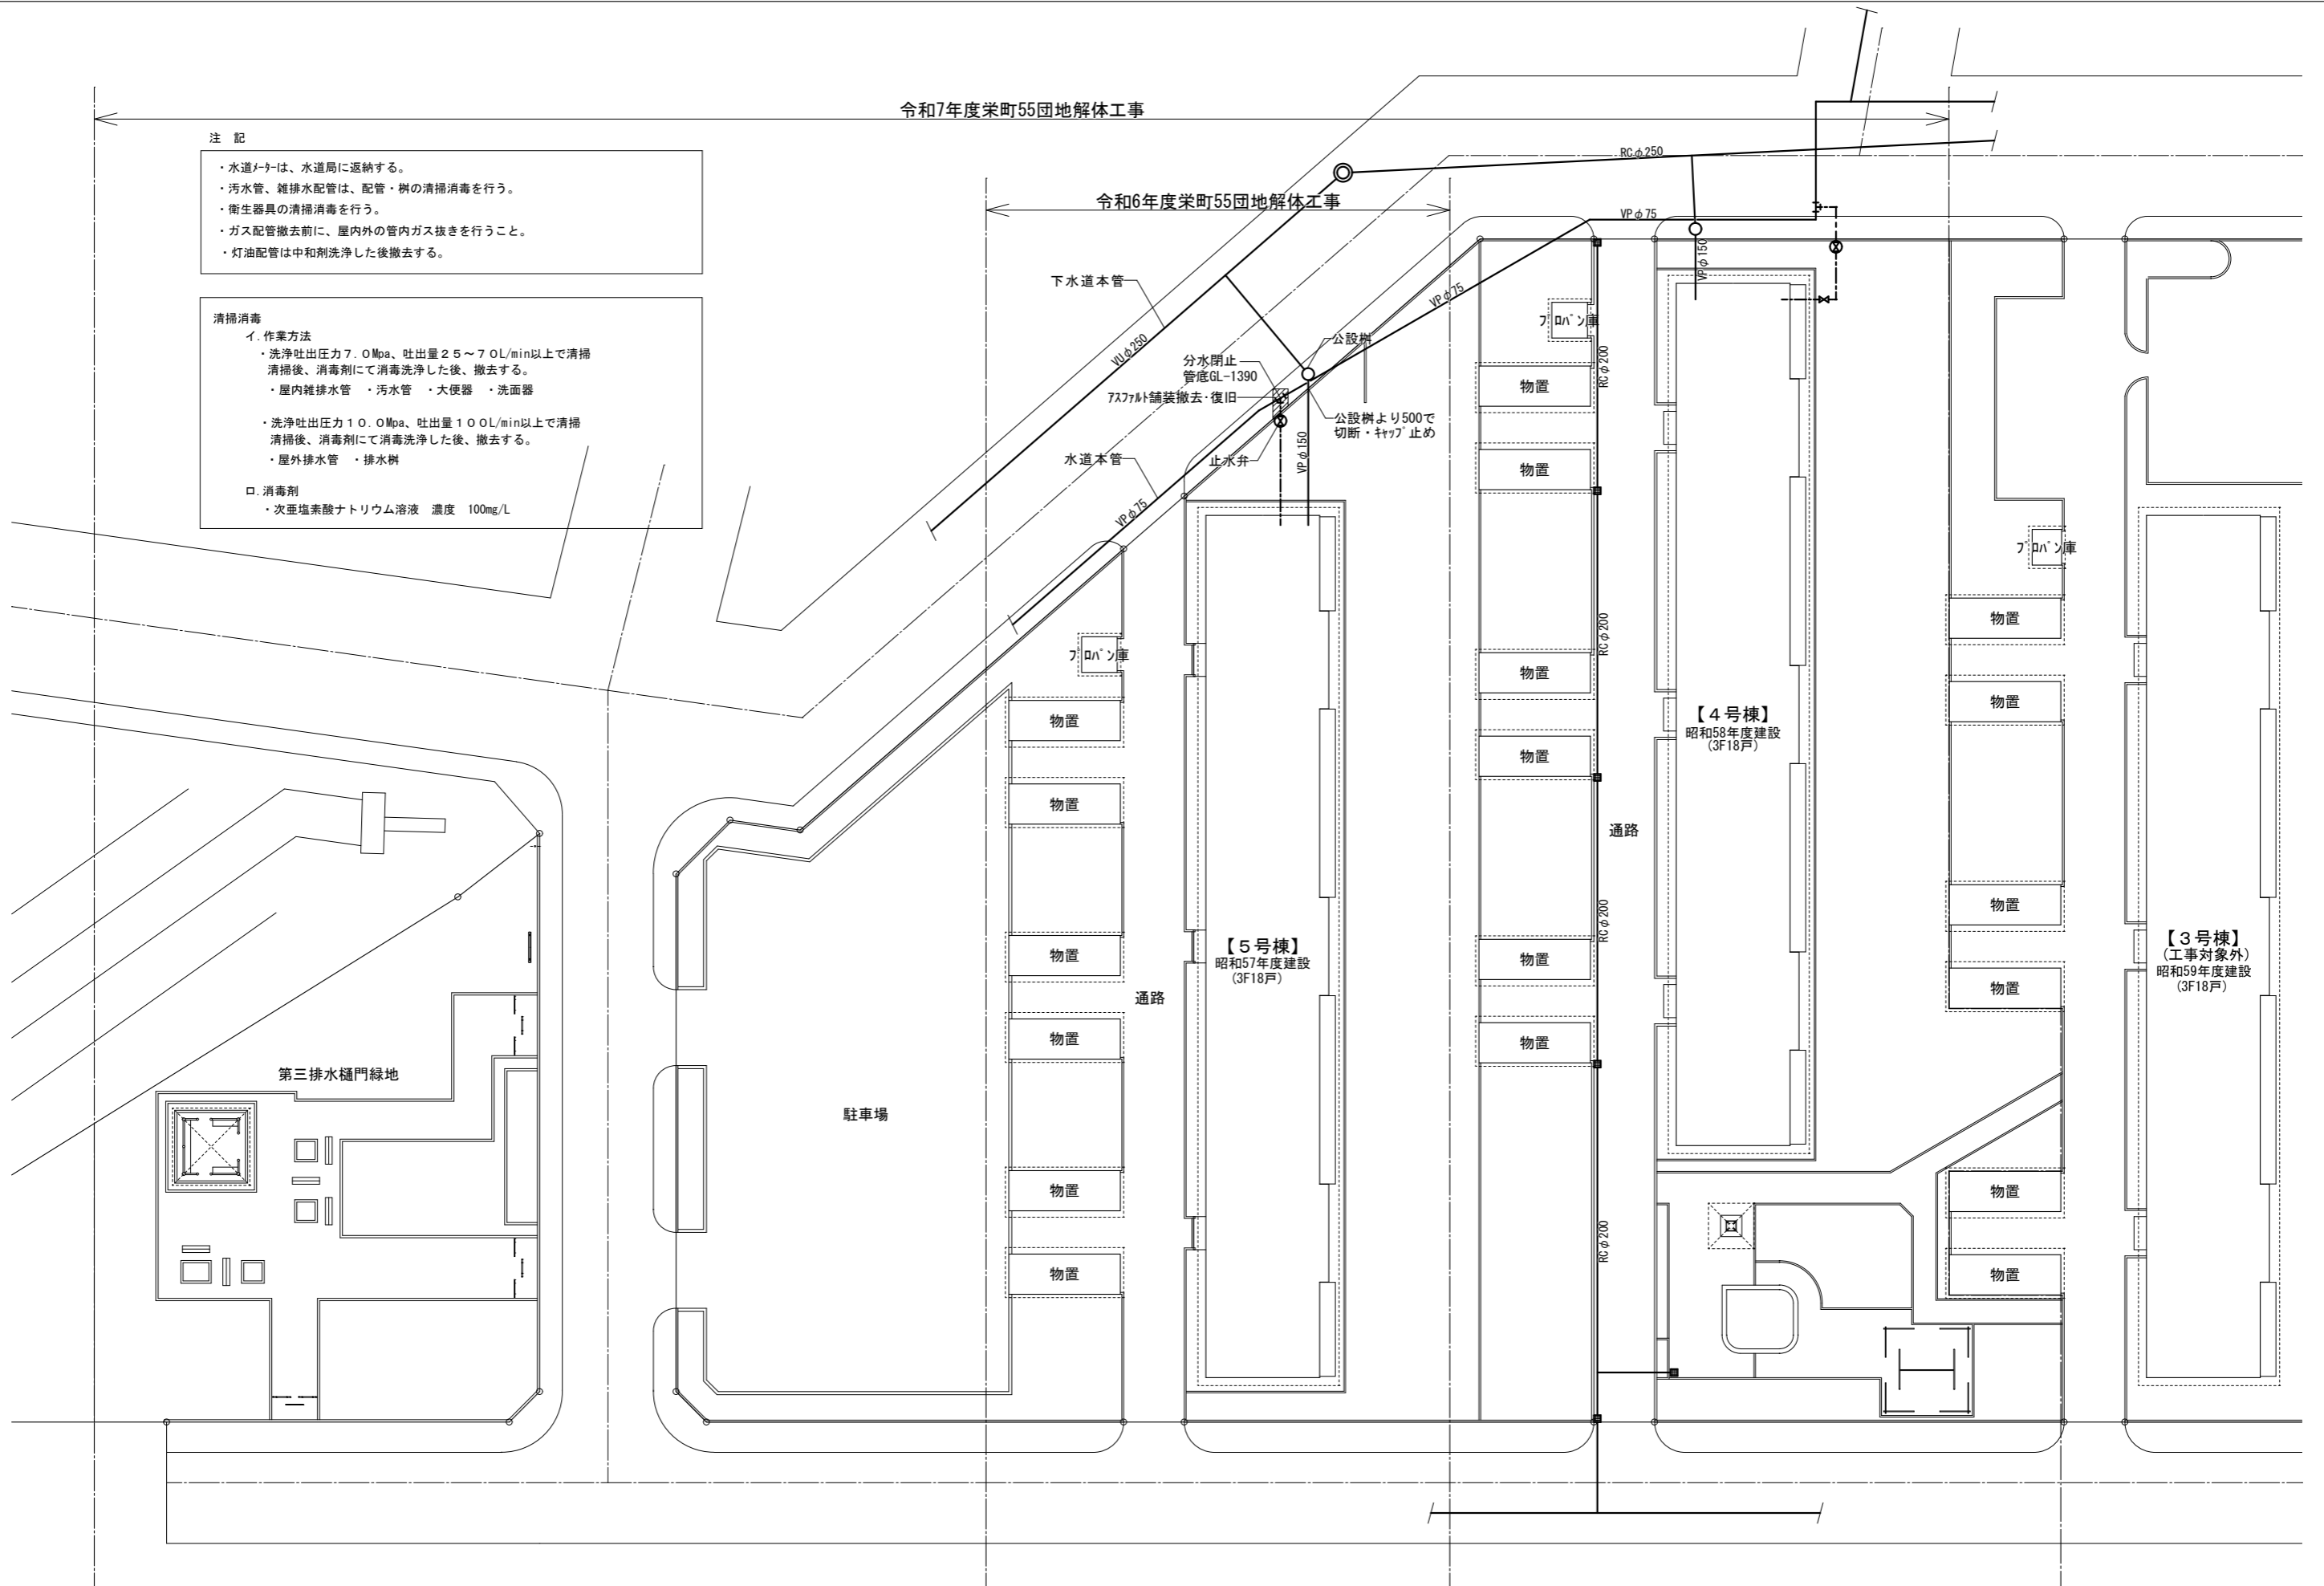 令和7年度栄町55団地解体工事
注　記
・水道ﾒｰﾀｰは、水道局に返納する。
・汚水管、雑排水配管は、配管・桝の清掃消毒を行う。
・衛生器具の清掃消毒を行う。
・ガス配管撤去前に、屋内外の管内ガス抜きを行うこと。
・灯油配管は中和剤洗浄した後撤去する。
清掃消毒
イ.作業方法
・洗浄吐出圧力７.０Mpa、吐出量２５～７０L/min以上で清掃
清掃後、消毒剤にて消毒洗浄した後、撤去する。
・屋内雑排水管　・汚水管　・大便器　・洗面器
・洗浄吐出圧力１０.０Mpa、吐出量１００L/min以上で清掃
清掃後、消毒剤にて消毒洗浄した後、撤去する。
・屋外排水管　・排水桝
ロ.消毒剤
・次亜塩素酸ナトリウム溶液　濃度　100mg/L
令和6年度栄町55団地解体工事
RCφ250
VPφ75
VPφ150
下水道本管
VUφ250
VPφ75
公設桝
分水閉止
管底GL-1390
ｱｽﾌｧﾙﾄ舗装撤去・復旧
公設桝より500で
切断・ｷｬｯﾌﾟ止め
水道本管
止水弁
VPφ150
VPφ75
プロパン庫
物置
物置
物置
物置
物置
物置
RCφ200
RCφ200
RCφ200
RCφ200
通路
【４号棟】
昭和58年度建設
(3F18戸)
プロパン庫
物置
物置
物置
物置
物置
物置
【３号棟】
(工事対象外)
昭和59年度建設
(3F18戸)
プロパン庫
物置
物置
物置
物置
物置
物置
通路
【５号棟】
昭和57年度建設
(3F18戸)
駐車場
第三排水樋門緑地